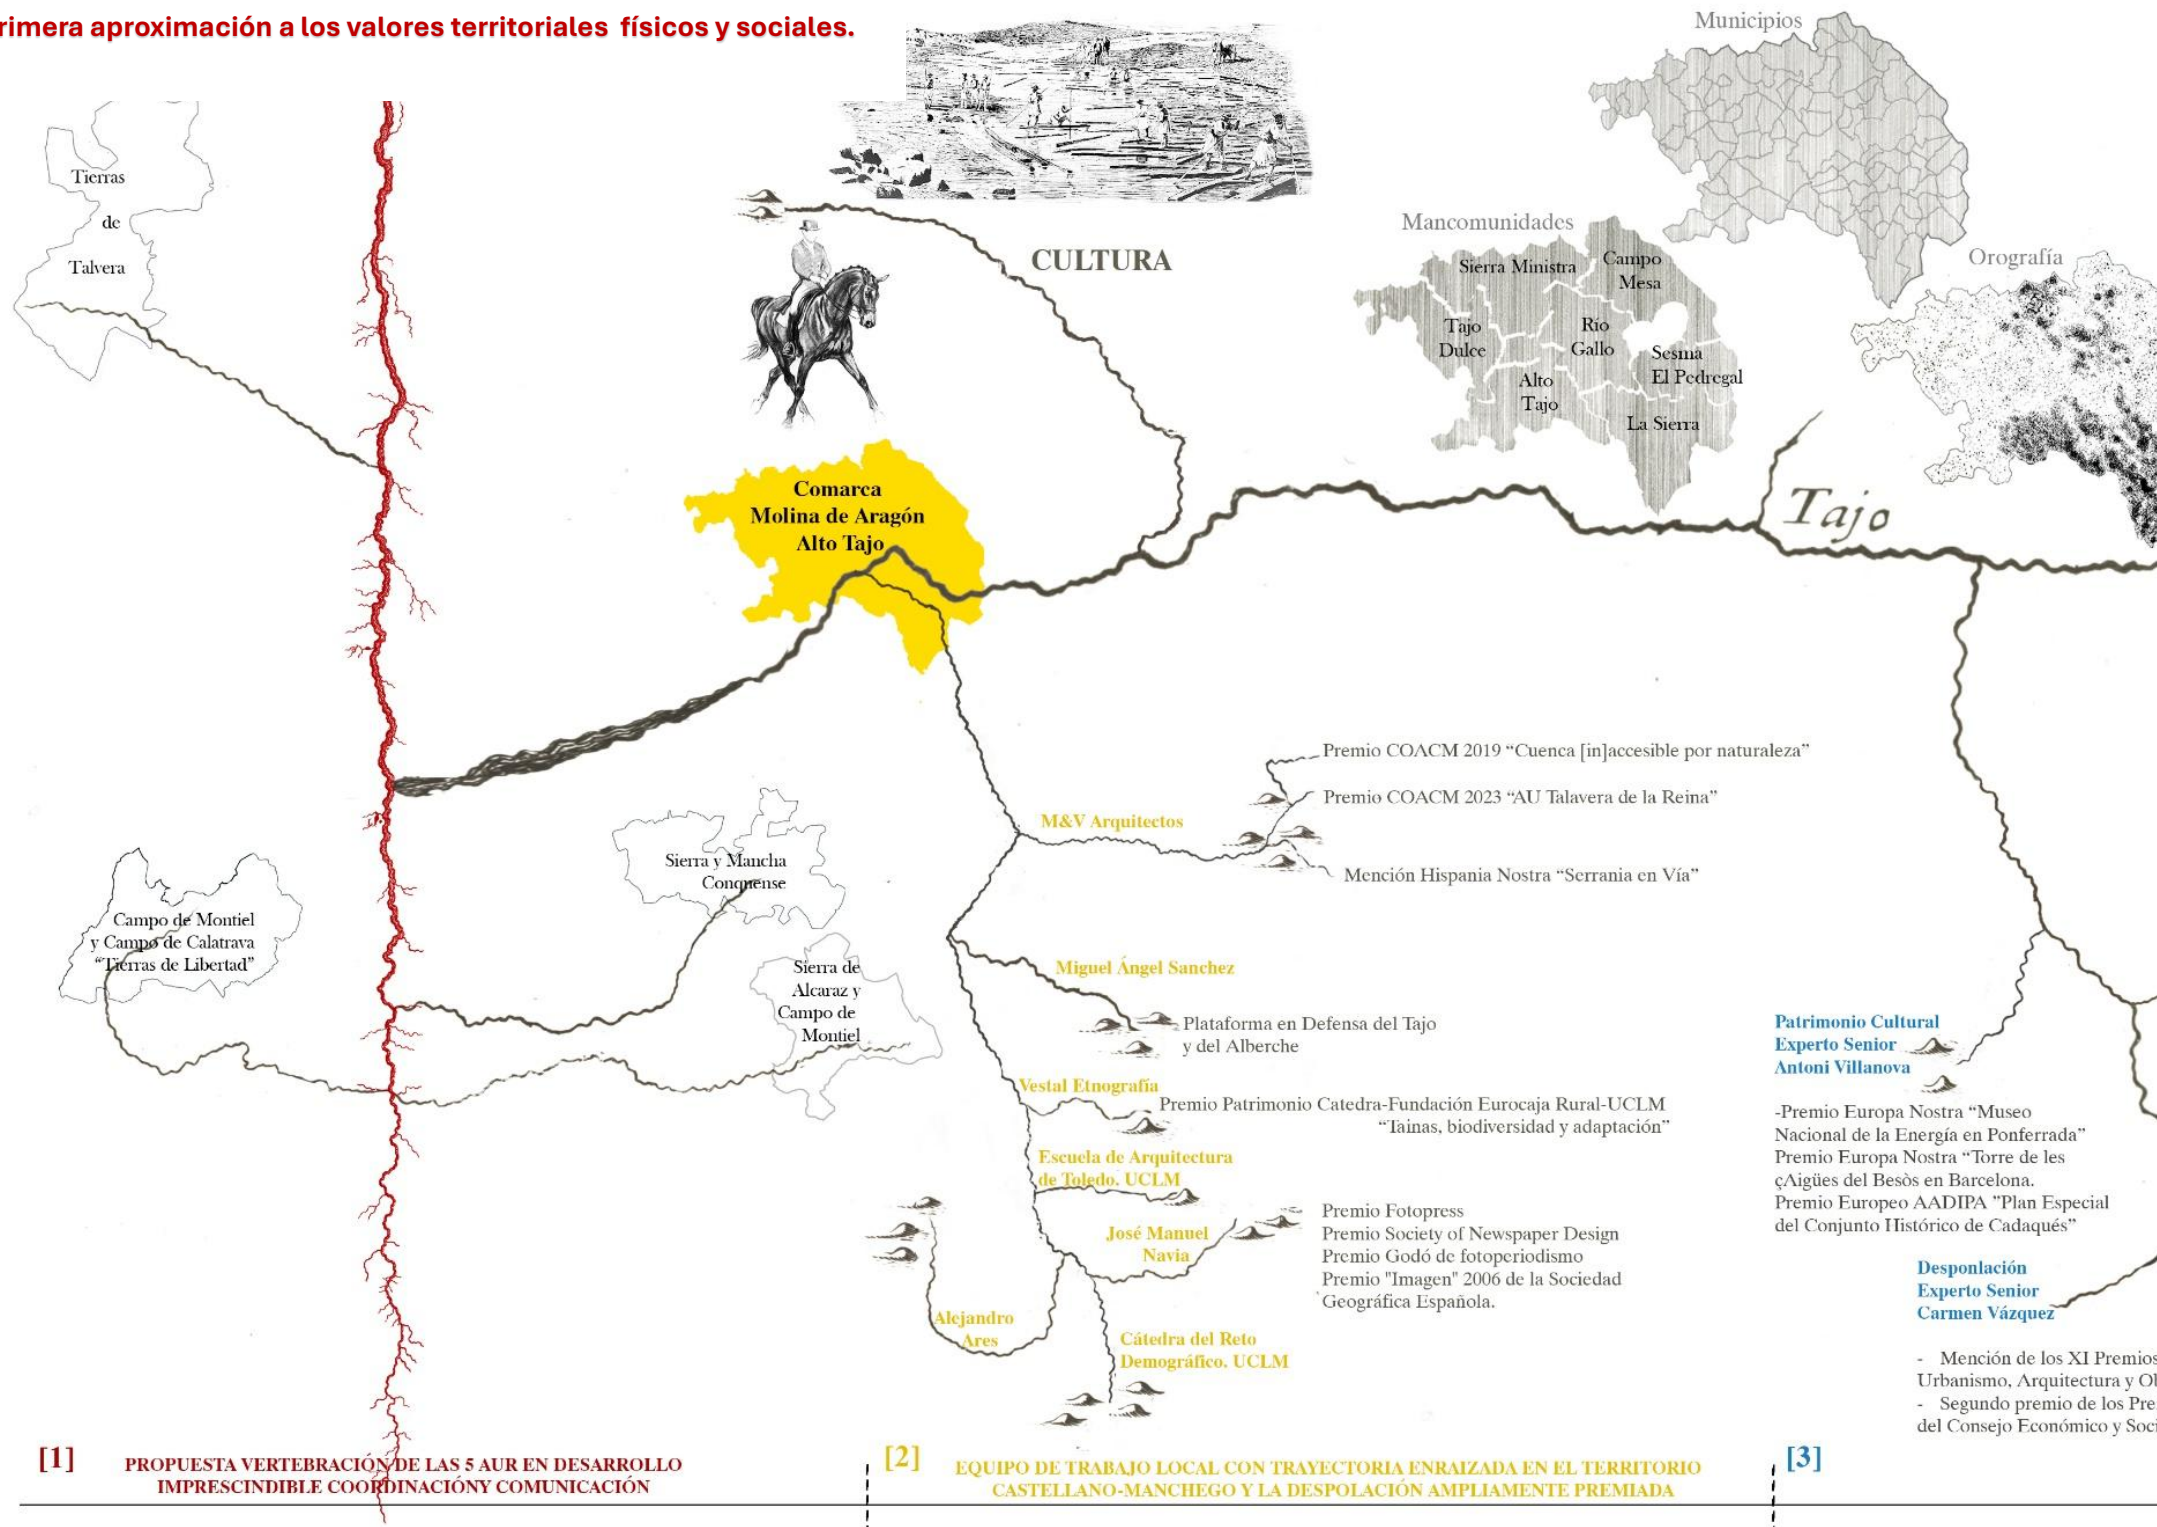 rimera aproximación a los valores territoriales físicos y sociales.
Tierras
de
Talvera
CULTURA
Municipios
Mancomunidades
Sierra Ministra
Campo
Mesa
Tajo
Dulce
Río
Gallo
Sesma
El Pedregal
Alto
Tajo
La Sierra
Orografía
Tajo
Comarca
Molina de Aragón
Alto Tajo
Sierra y Mancha
Conquense
Campo de Montiel
y Campo de Calatrava
“Tierras de Libertad”
Sierra de
Alcaraz y
Campo de
Montiel
M&V Arquitectos
Premio COACM 2019 “Cuenca [in]accesible por naturaleza”
Premio COACM 2023 “AU Talavera de la Reina”
Mención Hispania Nostra “Serrania en Vía”
Miguel Ángel Sanchez
Plataforma en Defensa del Tajo
y del Alberche
Vestal Etnografía
Premio Patrimonio Catedra-Fundación Eurocaja Rural-UCLM
“Tainas, biodiversidad y adaptación”
Escuela de Arquitectura
de Toledo. UCLM
José Manuel
Navia
Premio Fotopress
Premio Society of Newspaper Design
Premio Godó de fotoperiodismo
Premio "Imagen" 2006 de la Sociedad
`Geográfica Española.
Alejandro
Ares
Cátedra del Reto
Demográfico. UCLM
Patrimonio Cultural
Experto Senior
Antoni Villanova
-Premio Europa Nostra “Museo
Nacional de la Energía en Ponferrada”
Premio Europa Nostra “Torre de les
çAigües del Besòs en Barcelona.
Premio Europeo AADIPA ”Plan Especial
del Conjunto Histórico de Cadaqués”
Desponlación
Experto Senior
Carmen Vázquez
- Mención de los XI Premios
Urbanismo, Arquitectura y Ob
- Segundo premio de los Pre
del Consejo Económico y Soci
[1]
PROPUESTA VERTEBRACIÓN DE LAS 5 AUR EN DESARROLLO
IMPRESCINDIBLE COORDINACIÓNY COMUNICACIÓN
[2]
EQUIPO DE TRABAJO LOCAL CON TRAYECTORIA ENRAIZADA EN EL TERRITORIO
CASTELLANO-MANCHEGO Y LA DESPOLACIÓN AMPLIAMENTE PREMIADA
[3]